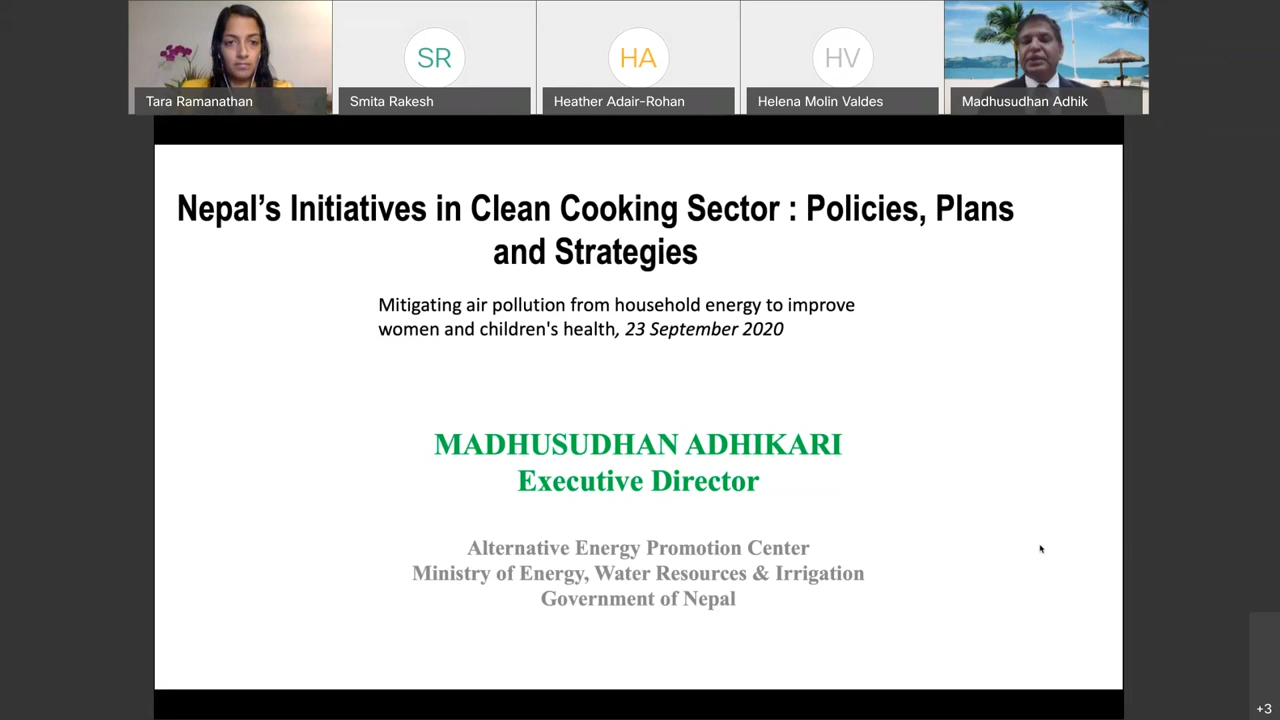 SR
HA
HV
Tara Ramanathan
Smita Rakesh
Heather Adair-Rohan
Helena Molin Valdes
Madhusudhan Adhik
Nepal’s Initiatives in Clean Cooking Sector : Policies, Plans
and Strategies
Mitigating air pollution from household energy to improve
women and children's health, 23 September 2020
MADHUSUDHAN ADHIKARI
Executive Director
Alternative Energy Promotion Center
Ministry of Energy, Water Resources & Irrigation
Government of Nepal
+3